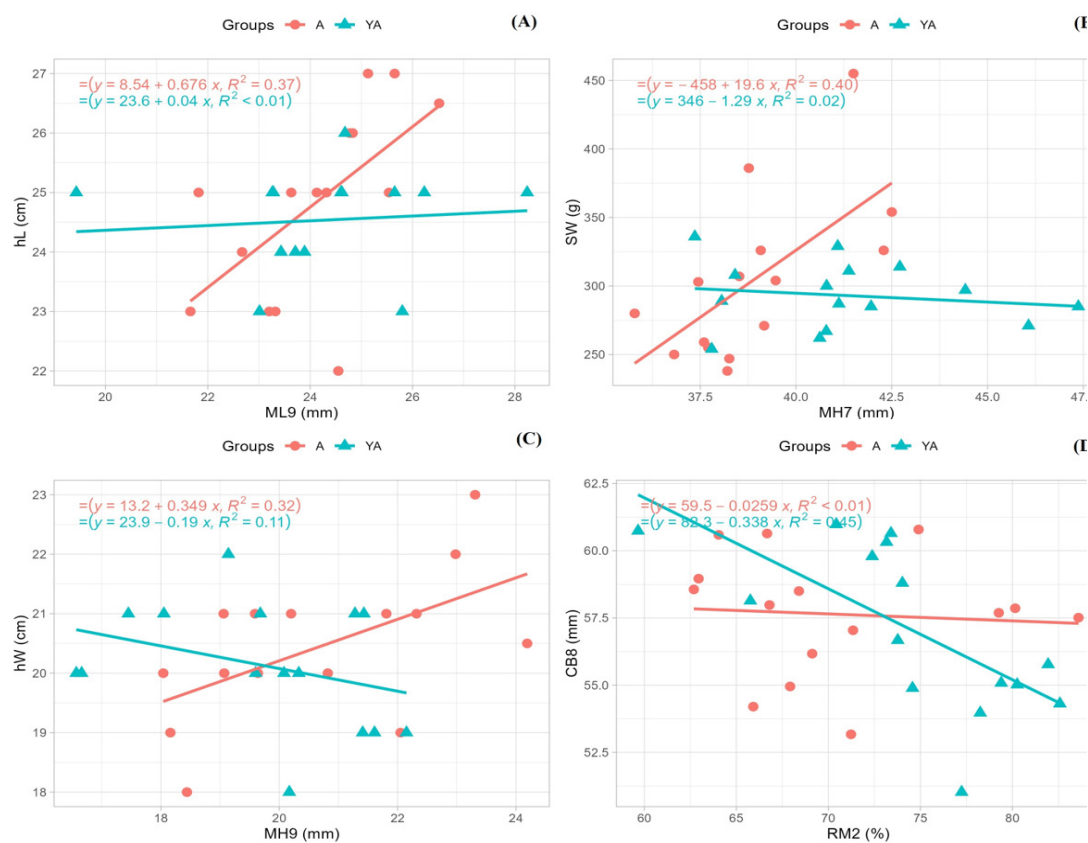 Groups A YA (A)
=(y = 8.54 + 0.676 x, R² = 0.37)
=(y = 23.6 + 0.04 x, R² < 0.01)
27
26
25
24
23
22
hL (cm)
20 22 24 26 28
ML9 (mm)
Groups A YA
=(y = − 458 + 19.6 x, R² = 0.40)
=(y = 346 − 1.29 x, R² = 0.02)
450
400
350
300
250
SW (g)
37.5 40.0 42.5 45.0 47.
MH7 (mm)
Groups A YA (C)
=(y = 13.2 + 0.349 x, R² = 0.32)
=(y = 23.9 − 0.19 x, R² = 0.11)
23
22
21
20
19
18
hW (cm)
18 20 22 24
MH9 (mm)
Groups A YA (D
=(y = 59.5 − 0.0259 x, R² < 0.01)
=(y = 82.3 − 0.338 x, R² = 0.45)
62.5
60.0
57.5
55.0
52.5
CB8 (mm)
60 65 70 75 80
RM2 (%)